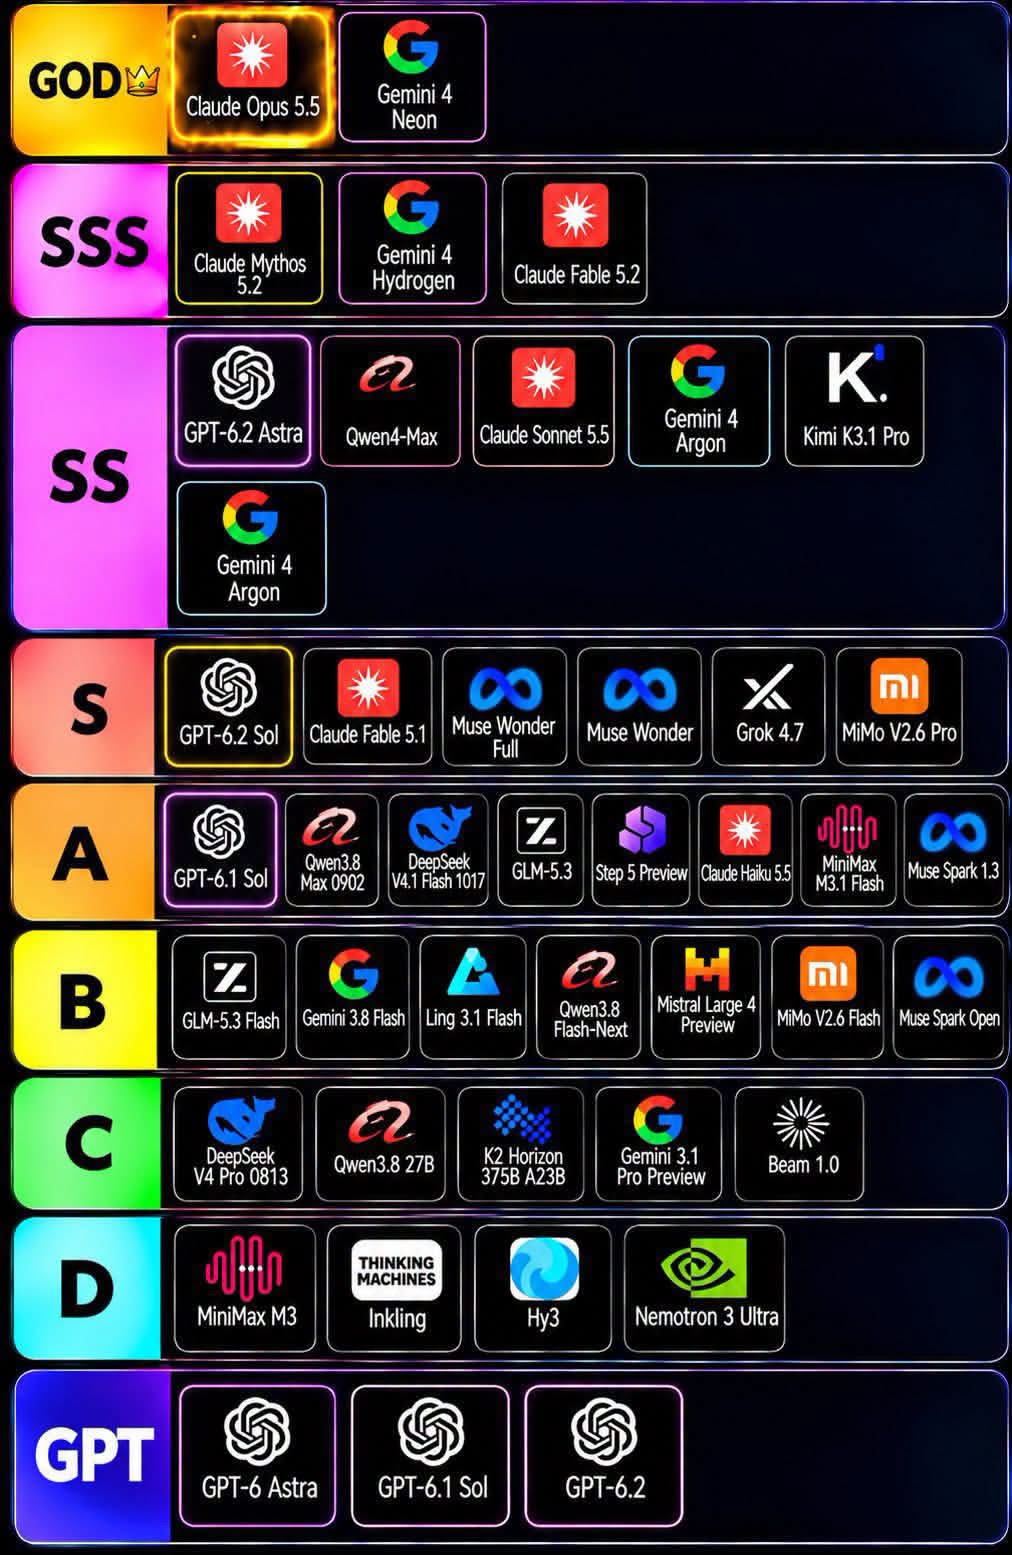 GOD
Claude Opus 5.5
Gemini 4
Neon
SSS
Claude Mythos
5.2
Gemini 4
Hydrogen
Claude Fable 5.2
SS
GPT-6.2 Astra
Qwen4-Max
Claude Sonnet 5.5
Gemini 4
Argon
K.
Kimi K3.1 Pro
Gemini 4
Argon
S
GPT-6.2 Sol
Claude Fable 5.1
Muse Wonder
Full
Muse Wonder
Grok 4.7
MI
MiMo V2.6 Pro
A
GPT-6.1 Sol
Qwen3.8
Max 0902
DeepSeek
V4.1 Flash 1017
Z
GLM-5.3
Step 5 Preview
Claude Haiku 5.5
MiniMax
M3.1 Flash
Muse Spark 1.3
B
Z
GLM-5.3 Flash
Gemini 3.8 Flash
Ling 3.1 Flash
Qwen3.8
Flash-Next
Mistral Large 4
Preview
MI
MiMo V2.6 Flash
Muse Spark Open
C
DeepSeek
V4 Pro 0813
Qwen3.8 27B
K2 Horizon
375B A23B
Gemini 3.1
Pro Preview
Beam 1.0
D
MiniMax M3
THINKING
MACHINES
Inkling
Hy3
Nemotron 3 Ultra
GPT
GPT-6 Astra
GPT-6.1 Sol
GPT-6.2